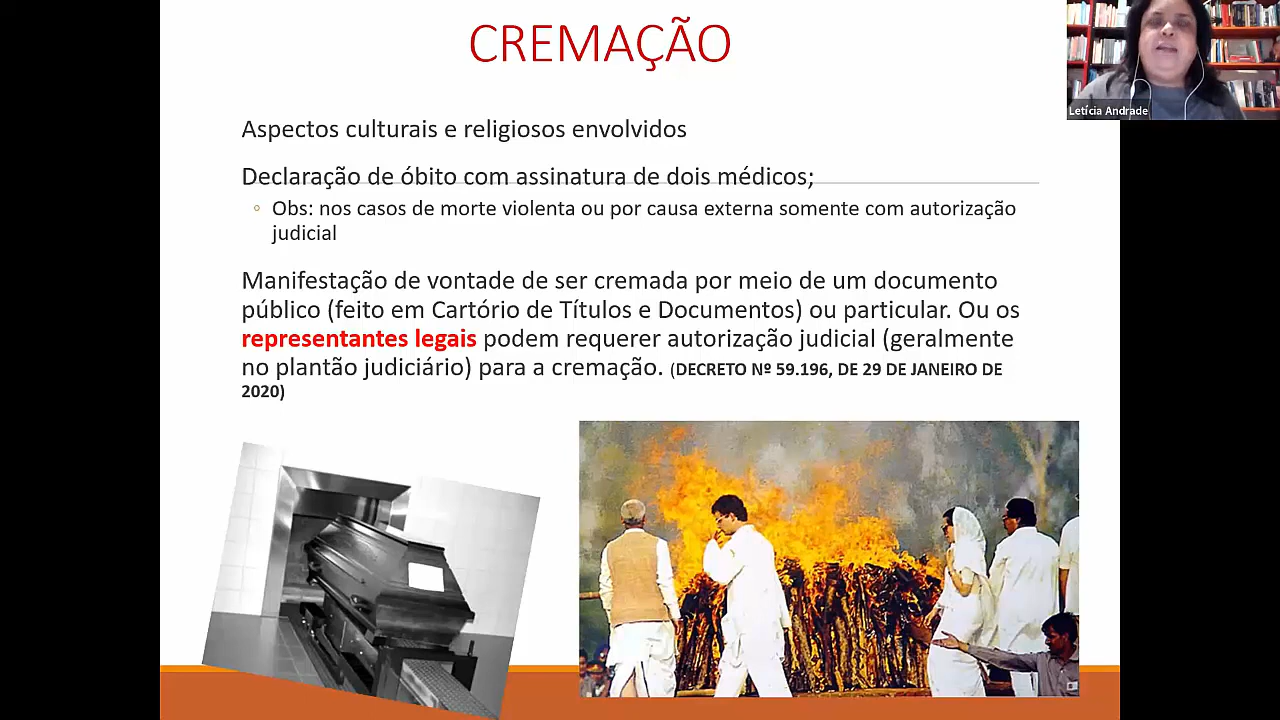 CREMAÇÃO
Letícia Andrade
Aspectos culturais e religiosos envolvidos
Declaração de óbito com assinatura de dois médicos;
◦ Obs: nos casos de morte violenta ou por causa externa somente com autorização
judicial
Manifestação de vontade de ser cremada por meio de um documento
público (feito em Cartório de Títulos e Documentos) ou particular. Ou os
representantes legais podem requerer autorização judicial (geralmente
no plantão judiciário) para a cremação. (DECRETO Nº 59.196, DE 29 DE JANEIRO DE
2020)